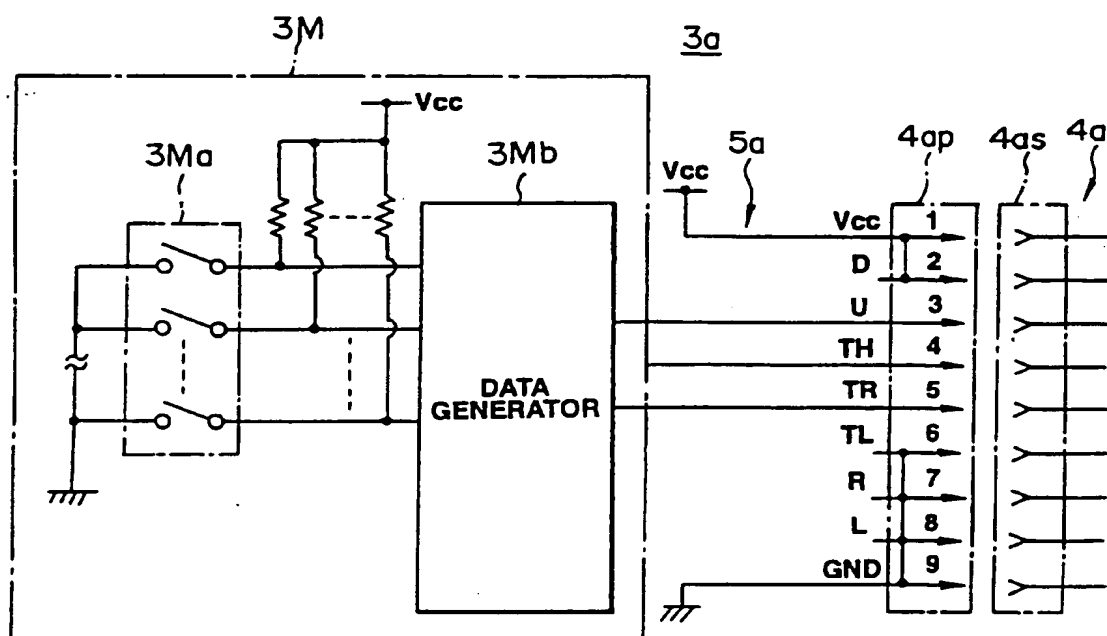 3M
3a
Vcc
3Ma
3Mb
5a
4ap
4as
4a
Vcc
Vcc 1
D 2
U 3
TH 4
DATA
GENERATOR
TR 5
TL 6
R 7
L 8
GND 9